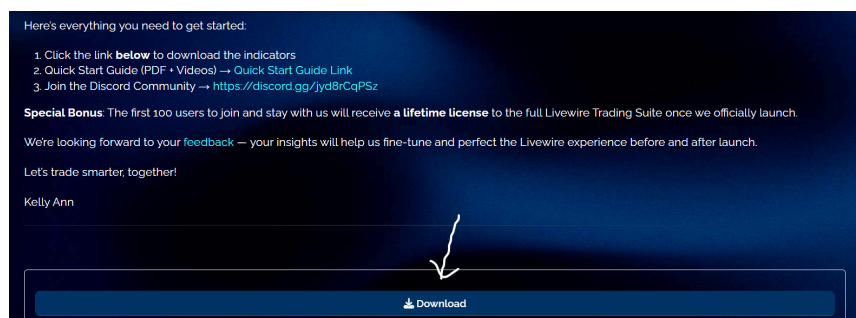 Here's everything you need to get started:
1. Click the link below to download the indicators
2. Quick Start Guide (PDF + Videos) → Quick Start Guide Link
3. Join the Discord Community → https://discord.gg/jyd8rCqPSz
Special Bonus: The first 100 users to join and stay with us will receive a lifetime license to the full Livewire Trading Suite once we officially launch.
We're looking forward to your feedback — your insights will help us fine-tune and perfect the Livewire experience before and after launch.
Let's trade smarter, together!
Kelly Ann
Download